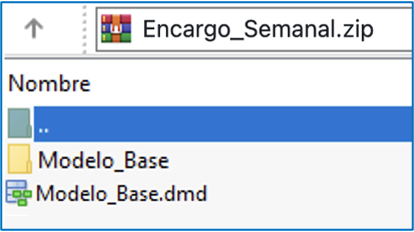 Encargo_Semanal.zip
Nombre
..
Modelo_Base
Modelo_Base.dmd